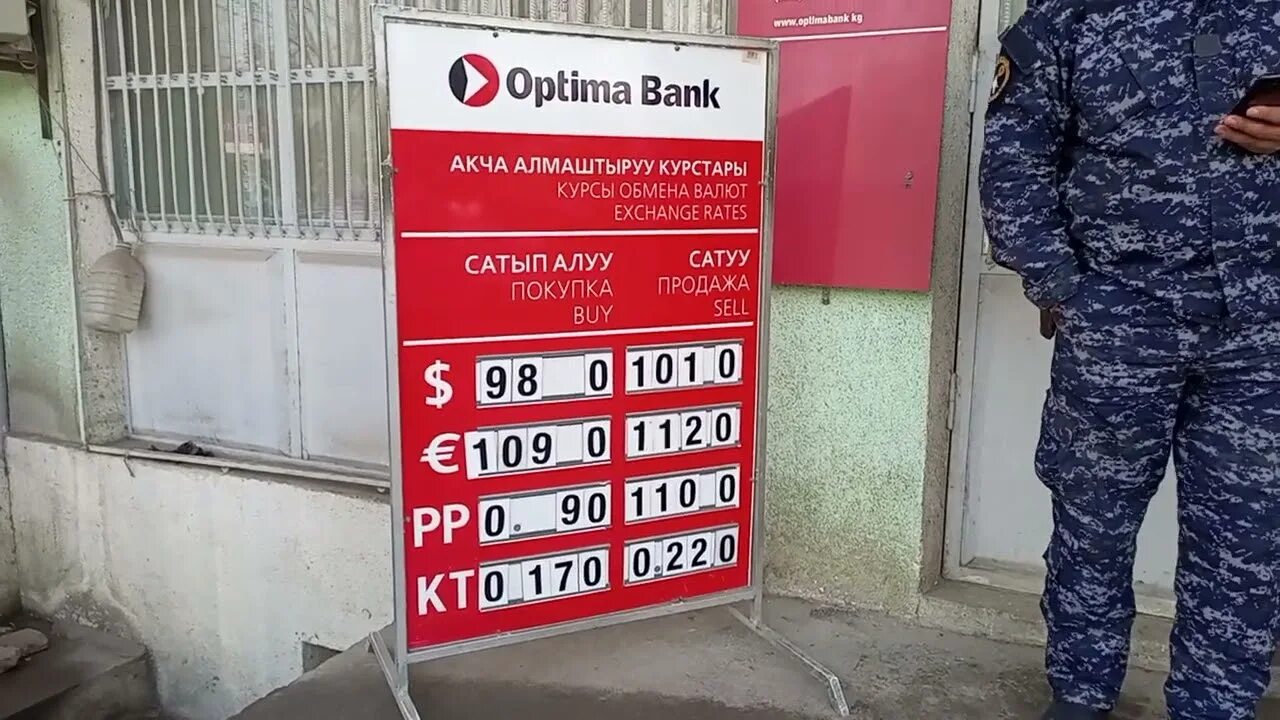 www.optimabank kg
Optima Bank
АКЧА АЛМАШТЫРУУ КУРСТАРЫ
КУРСЫ ОБМЕНА ВАЛЮТ
EXCHANGE RATES
САТЫП АЛУУ САТУУ
ПОКУПКА ПРОДАЖА
BUY SELL
$ 98 0 101 0
€ 109 0 112 0
РР 0. 90 110 0
КТ 0 170 0.220